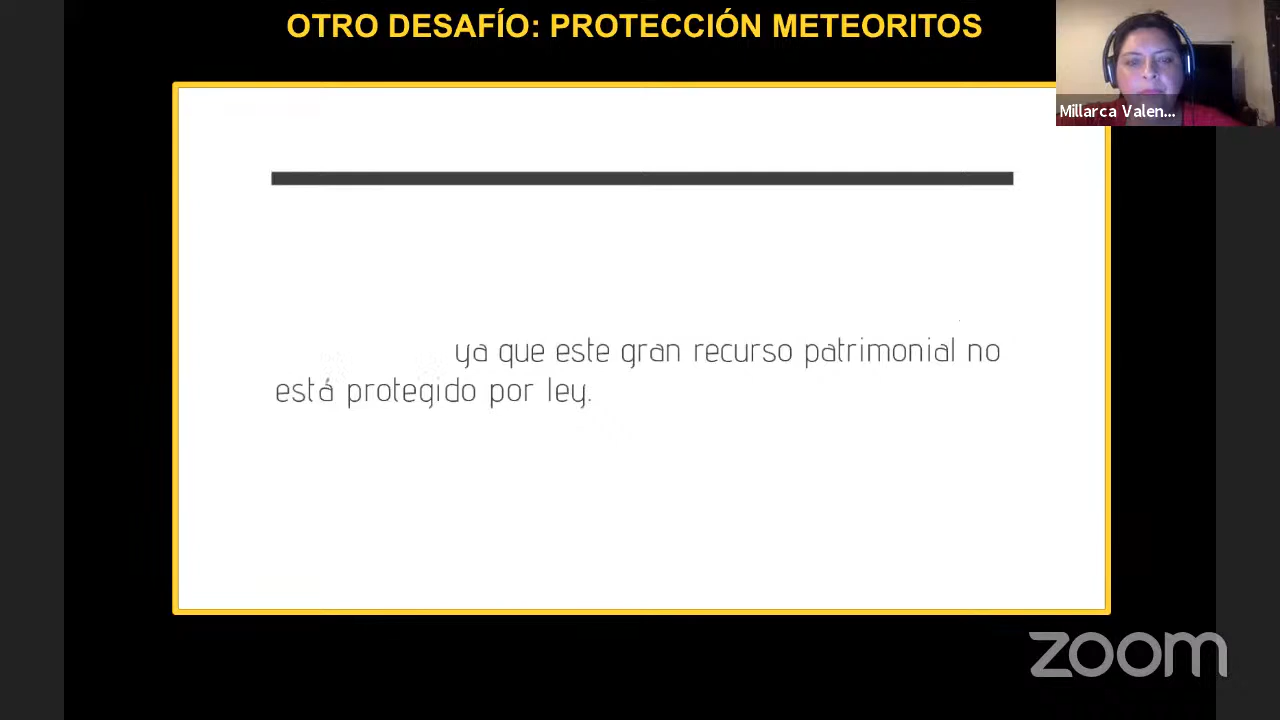 OTRO DESAFÍO: PROTECCIÓN METEORITOS
Millarca Valen...
ya que este gran recurso patrimonial no
está protegido por ley.
zoom